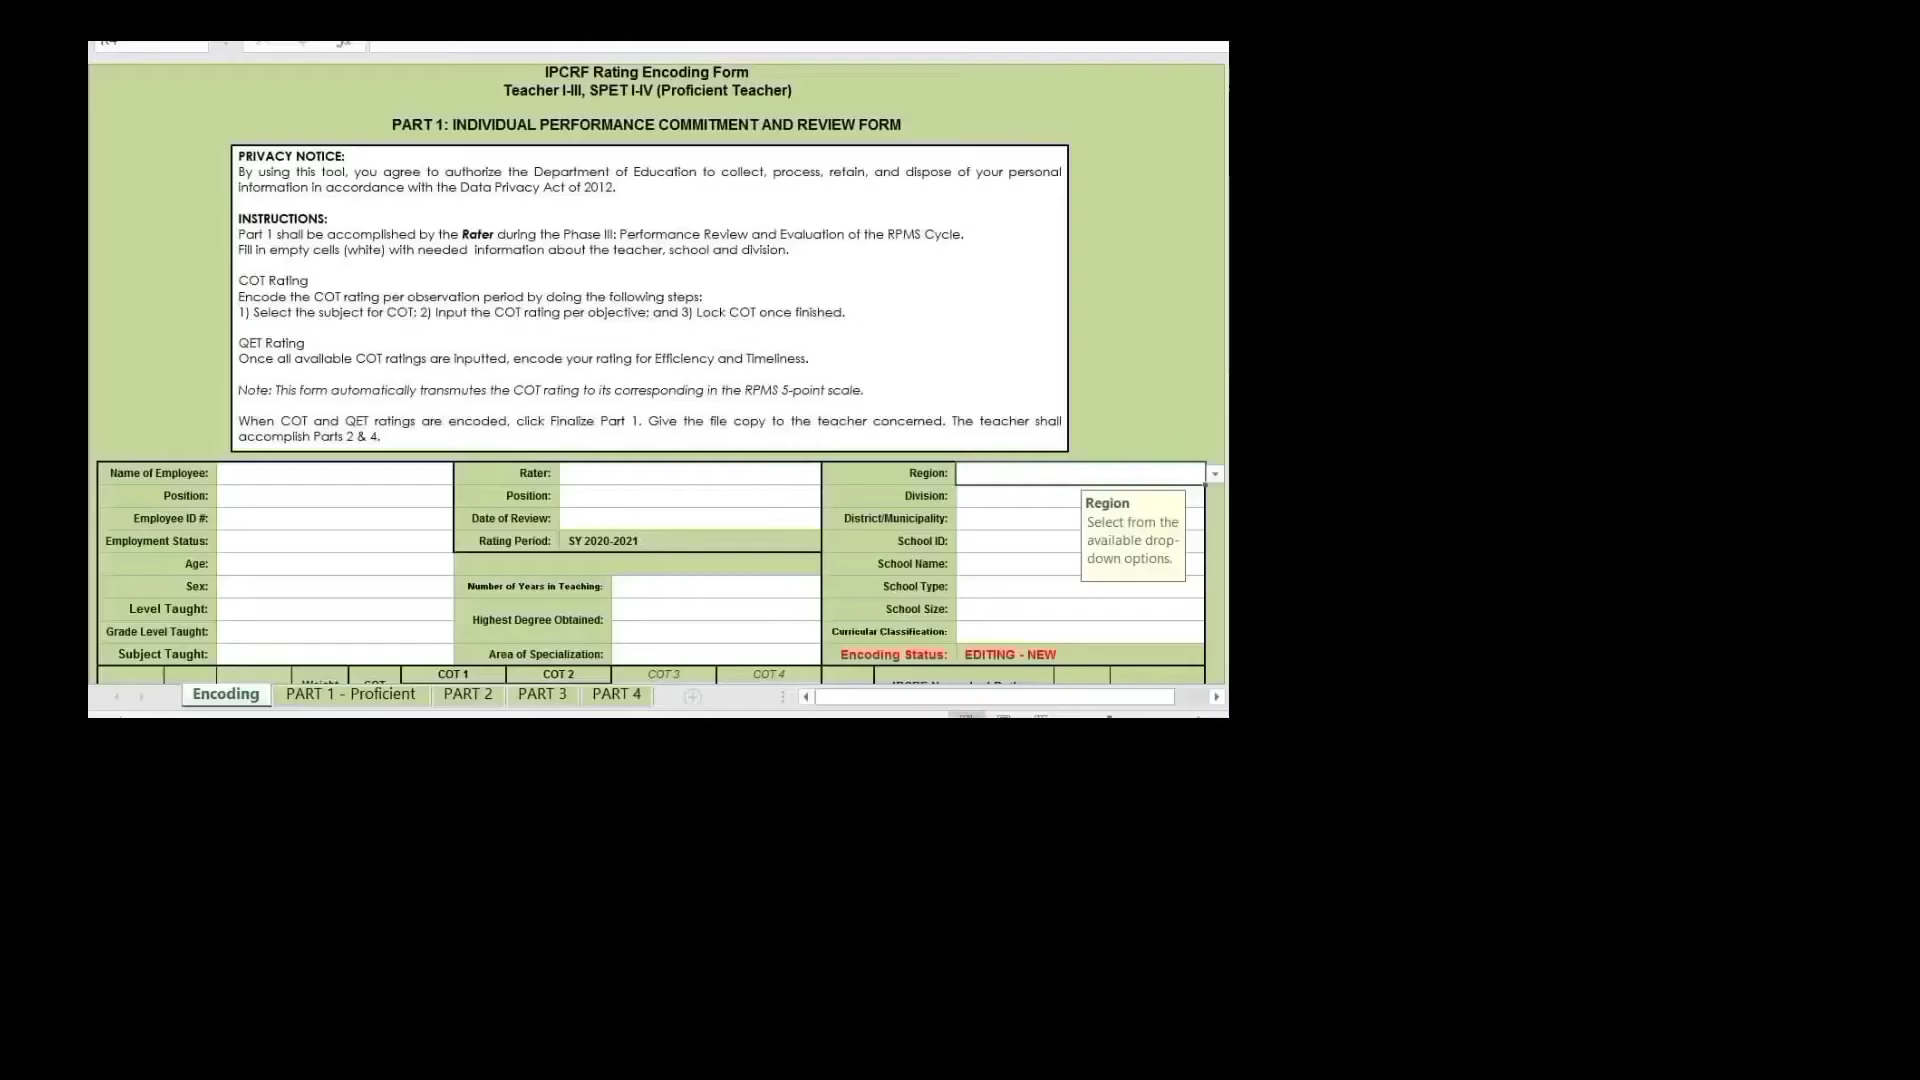 IPCRF Rating Encoding Form
Teacher I-III, SPET I-IV (Proficient Teacher)
PART 1: INDIVIDUAL PERFORMANCE COMMITMENT AND REVIEW FORM
PRIVACY NOTICE:
By using this tool, you agree to authorize the Department of Education to collect, process, retain, and dispose of your personal
information in accordance with the Data Privacy Act of 2012.
INSTRUCTIONS:
Part 1 shall be accomplished by the Rater during the Phase III: Performance Review and Evaluation of the RPMS Cycle.
Fill in empty cells (white) with needed information about the teacher, school and division.
COT Rating
Encode the COT rating per observation period by doing the following steps:
1) Select the subject for COT; 2) Input the COT rating per objective; and 3) Lock COT once finished.
QET Rating
Once all available COT ratings are inputted, encode your rating for Efficiency and Timeliness.
Note: This form automatically transmutes the COT rating to its corresponding in the RPMS 5-point scale.
When COT and QET ratings are encoded, click Finalize Part 1. Give the file copy to the teacher concerned. The teacher shall
accomplish Parts 2 & 4.
Name of Employee: Rater: Region:
Position: Position: Division:
Employee ID #: Date of Review: District/Municipality:
Employment Status: Rating Period: SY 2020-2021 School ID:
Age: School Name:
Sex: Number of Years in Teaching: School Type:
Level Taught: School Size:
Highest Degree Obtained:
Grade Level Taught: Curricular Classification:
Subject Taught: Area of Specialization: Encoding Status: EDITING - NEW
Region
Select from the
available drop-
down options.
COT 1 COT 2 COT 3 COT 4
Encoding PART 1 - Proficient PART 2 PART 3 PART 4